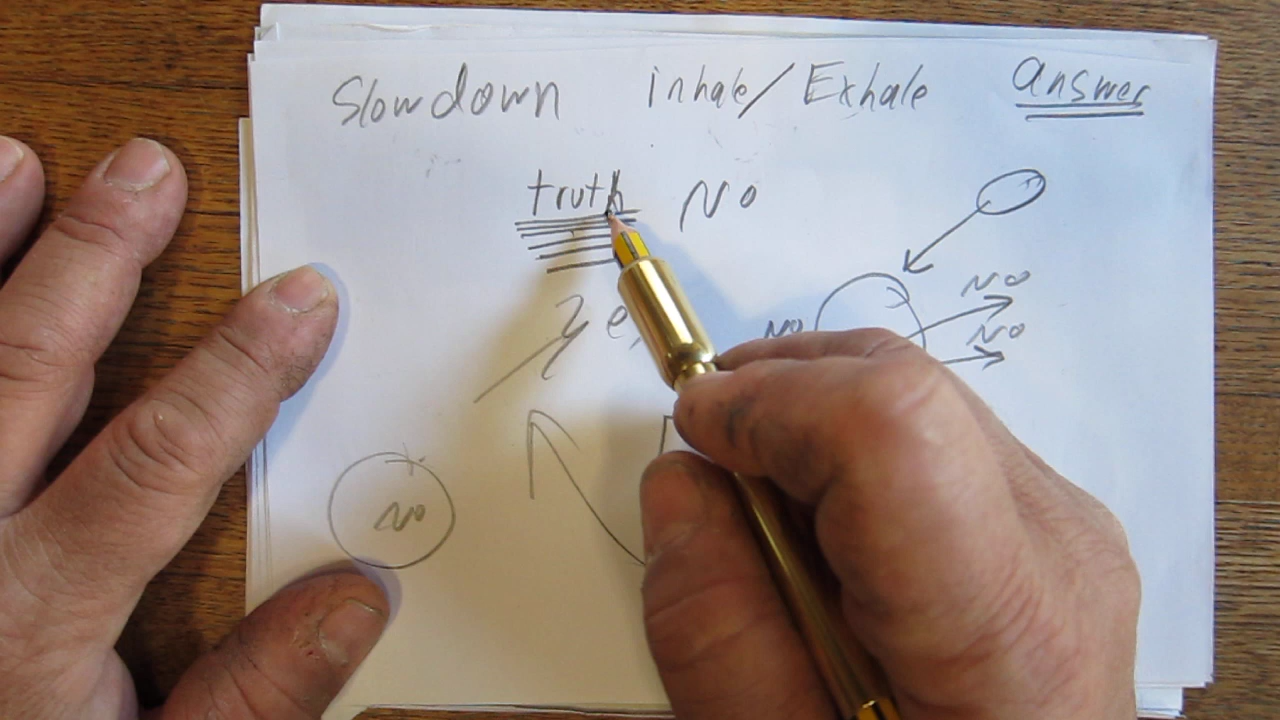 Slowdown inhale/Exhale answer
truth No
No
No No
No